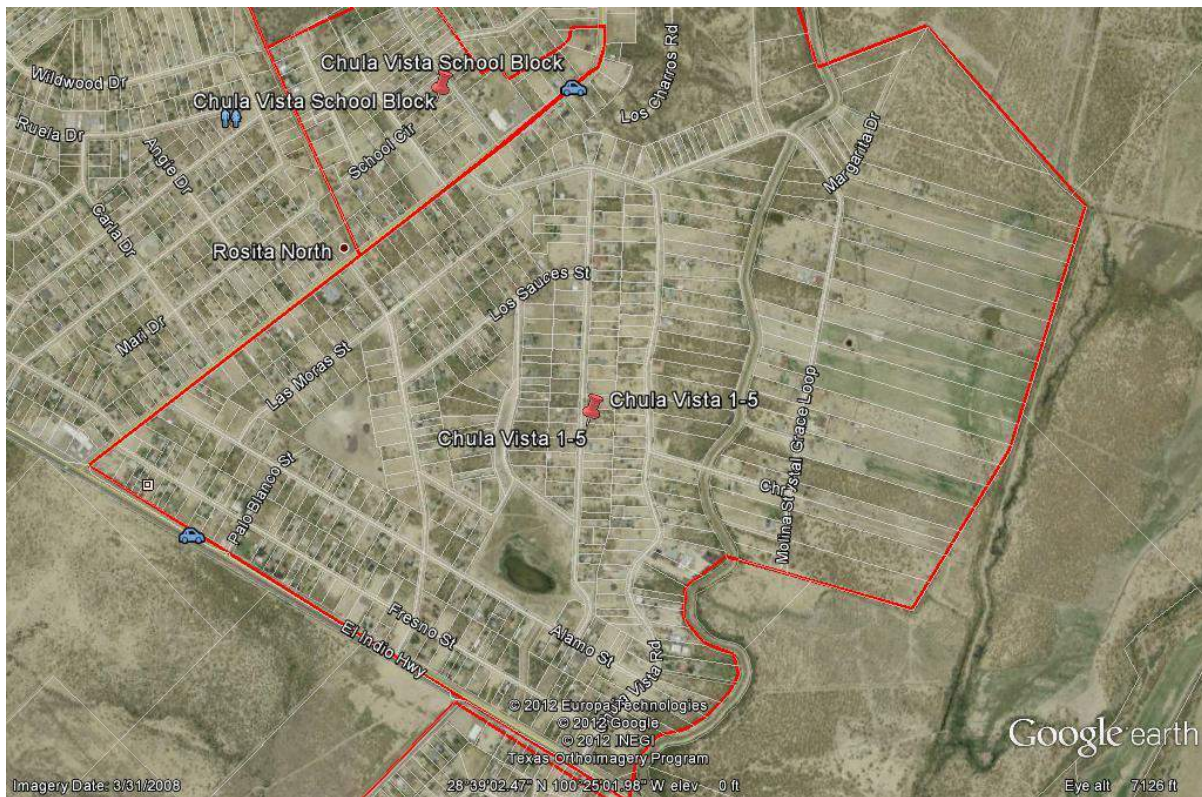 Chula Vista School Block
Los Charros Rd
Wildwood Dr
Chula Vista School Block
Ruela Dr
Angie Dr
School Cir
Margarita Dr
Carla Dr
Rosita North
Los Sauces St
Mari Dr
Las Moras St
Chula Vista 1-5
Chula Vista 1-5
Palo Blanco St
Molina St
Crystal Grace Loop
Chr
Fresno St
Alamo St
El Indio Hwy
Chula Vista Rd
© 2012 Europa Technologies
© 2012 Google
© 2012 INEGI
Texas Orthoimagery Program
Google earth
Imagery Date: 3/31/2008
28°39'02.47" N 100°25'01.98" W elev 0 ft
Eye alt 7126 ft